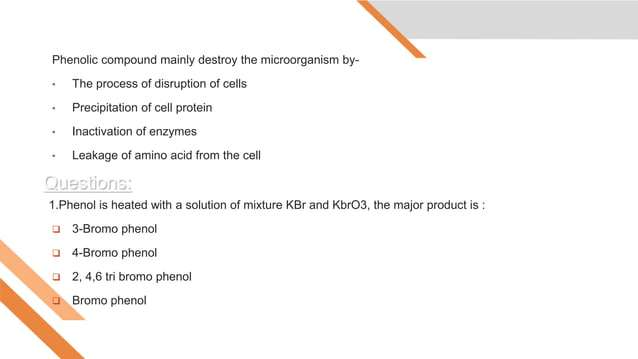 Phenolic compound mainly destroy the microorganism by-
• The process of disruption of cells
• Precipitation of cell protein
• Inactivation of enzymes
• Leakage of amino acid from the cell
Questions:
1.Phenol is heated with a solution of mixture KBr and KbrO3, the major product is :
❑ 3-Bromo phenol
❑ 4-Bromo phenol
❑ 2, 4,6 tri bromo phenol
❑ Bromo phenol